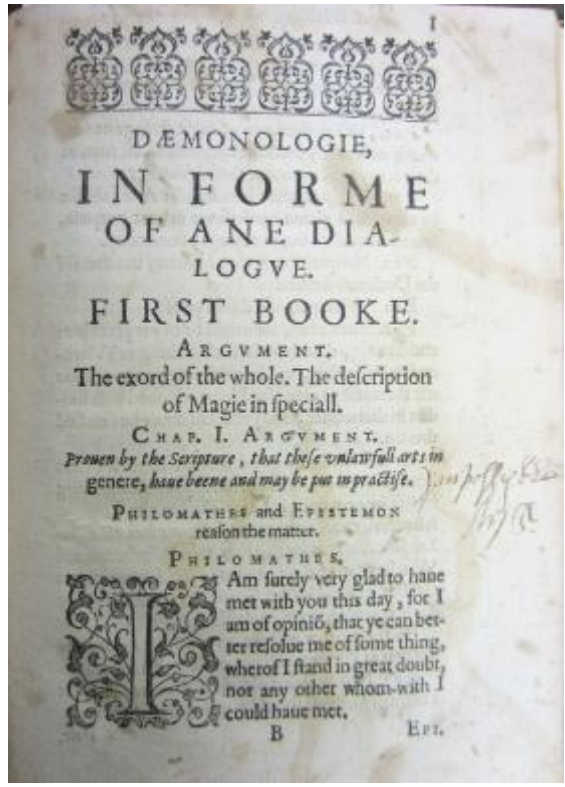 1
DÆMONOLOGIE,
IN FORME
OF ANE DIA-
LOGVE.
FIRST BOOKE.
ARGVMENT.
The exord of the whole. The deſcription
of Magie in ſpeciall.
CHAP. I. ARGVMENT.
Prouen by the Scripture, that theſe vnlawfull arts in
genere, haue beene and may be put in practiſe.
PHILOMATHES and EPISTEMON
reaſon the matter.
PHILOMATHES.
I Am ſurely very glad to haue
met with you this day, for I
am of opiniō, that ye can bet-
ter reſolue me of ſome thing,
wherof I ſtand in great doubt,
nor any other whom-with I
could haue met.
B EPI.